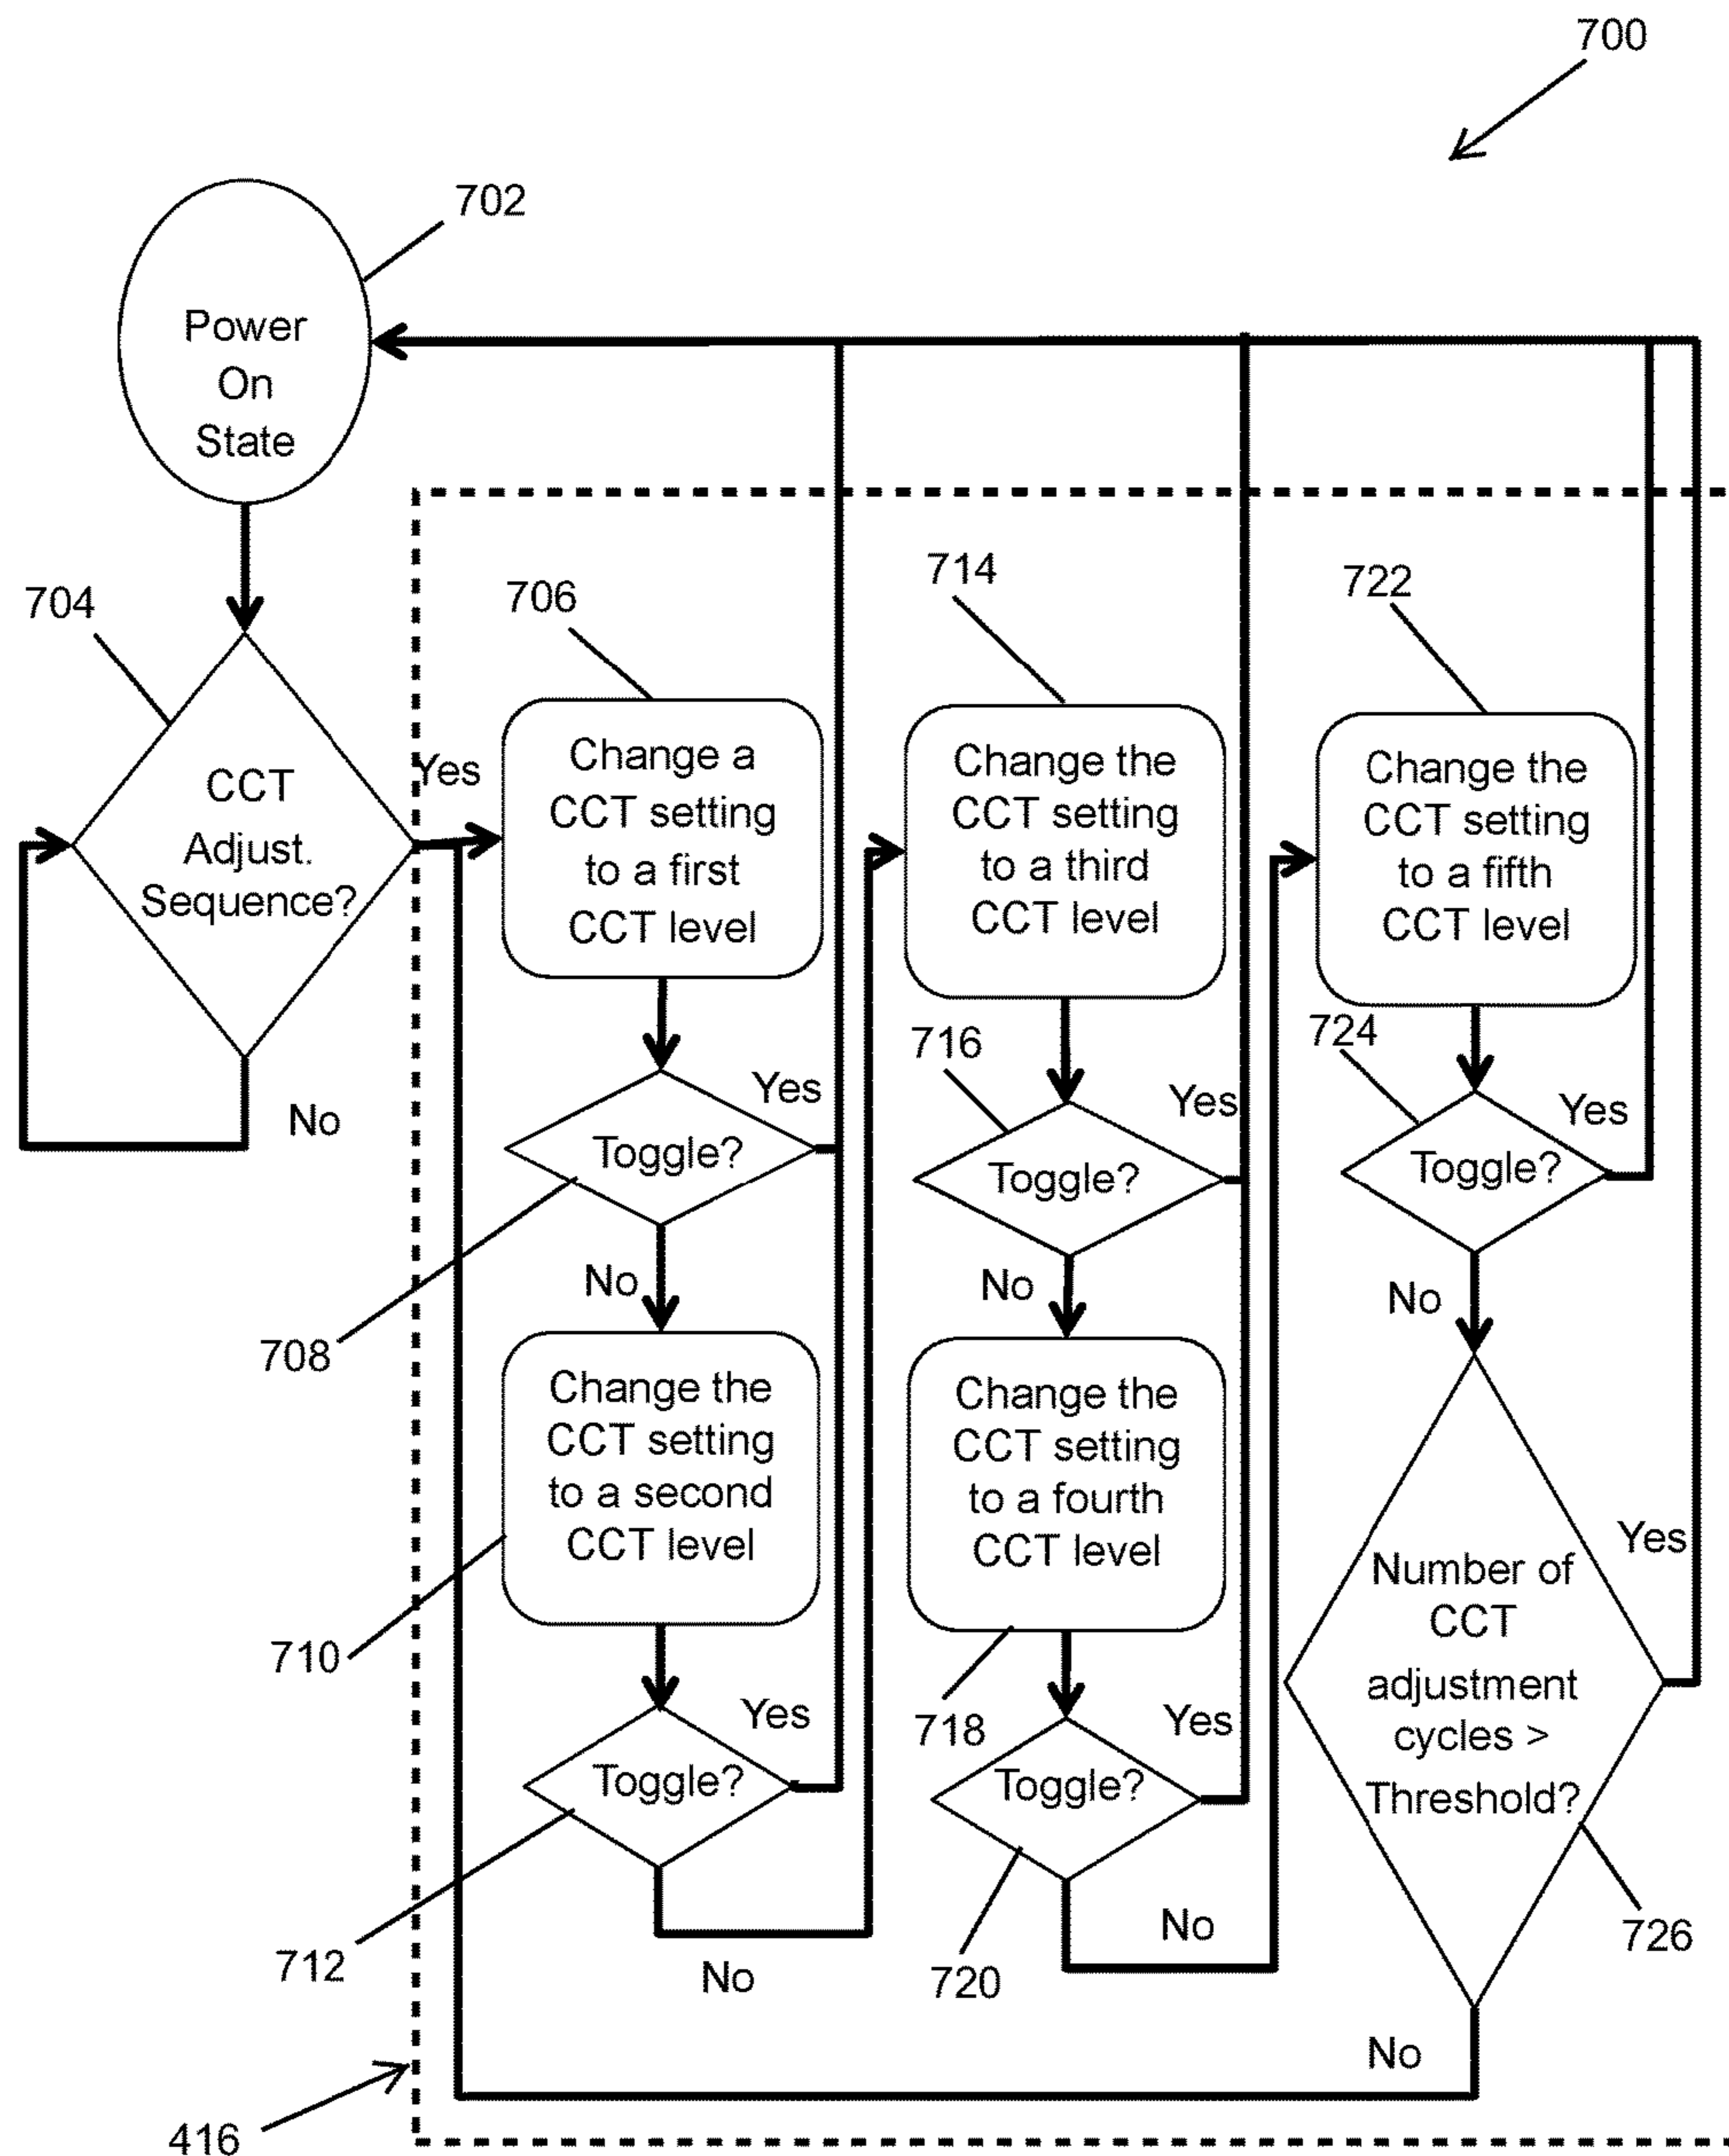 700
702
Power
On
State
704
CCT
Adjust.
Sequence?
Yes
No
706
Change a
CCT setting
to a first
CCT level
Toggle?
Yes
No
708
Change the
CCT setting
to a second
CCT level
710
Toggle?
Yes
No
712
714
Change the
CCT setting
to a third
CCT level
716
Toggle?
Yes
No
Change the
CCT setting
to a fourth
CCT level
718
Toggle?
Yes
No
720
722
Change the
CCT setting
to a fifth
CCT level
724
Toggle?
Yes
No
Number of
CCT
adjustment
cycles >
Threshold?
Yes
726
No
416